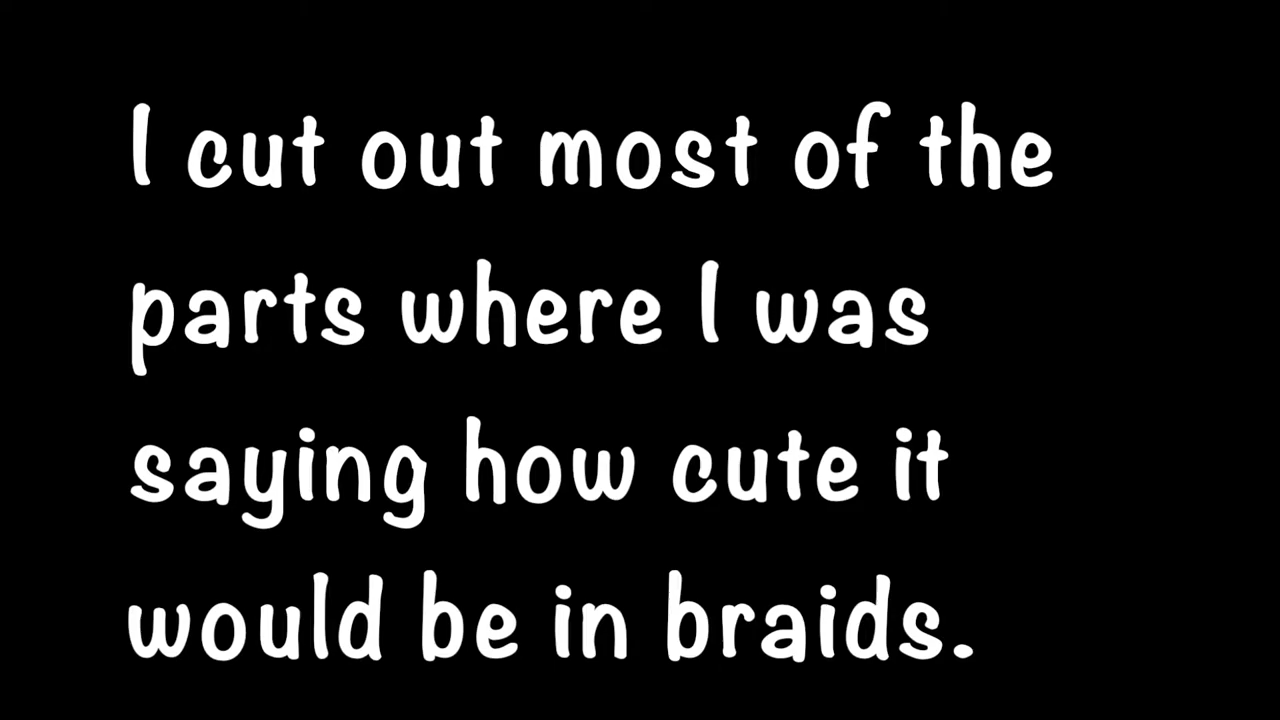 I cut out most of the
parts where I was
saying how cute it
would be in braids.